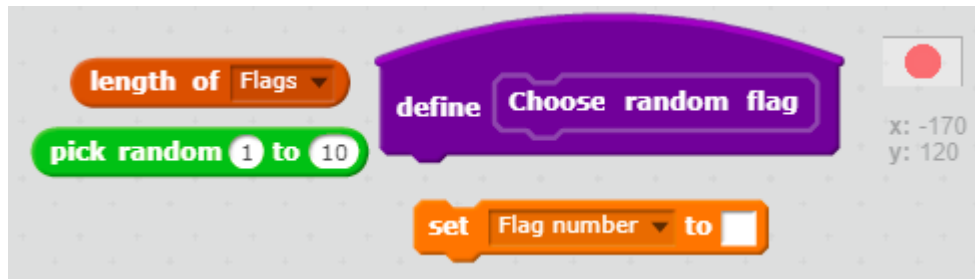 length of Flags
pick random 1 to 10
define Choose random flag
set Flag number to
x: -170
y: 120